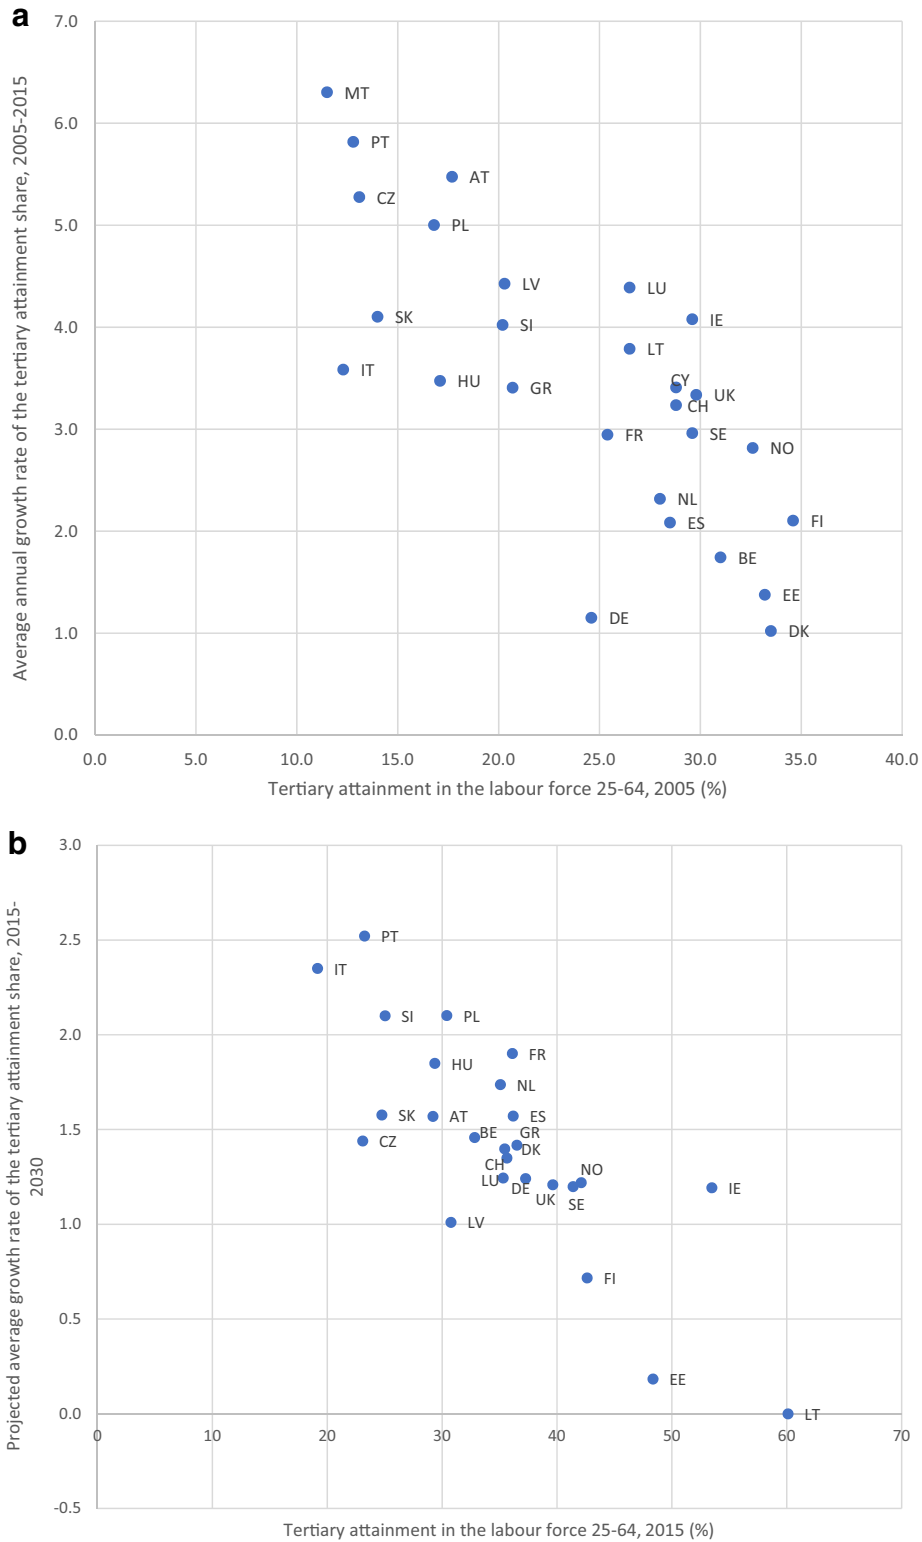 a
7.0
6.0
5.0
4.0
3.0
2.0
1.0
0.0
Average annual growth rate of the tertiary attainment share, 2005-2015
MT
PT
AT
CZ
PL
LV
LU
SK
SI
IE
LT
IT
HU
GR
CY
UK
CH
FR
SE
NO
NL
ES
FI
BE
EE
DE
DK
0.0 5.0 10.0 15.0 20.0 25.0 30.0 35.0 40.0
Tertiary attainment in the labour force 25-64, 2005 (%)
b
3.0
2.5
2.0
1.5
1.0
0.5
0.0
-0.5
Projected average growth rate of the tertiary attainment share, 2015-
2030
PT
IT
SI
PL
FR
HU
NL
SK
AT
ES
BE
GR
CZ
DK
CH
NO
LU
DE
UK
SE
IE
LV
FI
EE
LT
0 10 20 30 40 50 60 70
Tertiary attainment in the labour force 25-64, 2015 (%)